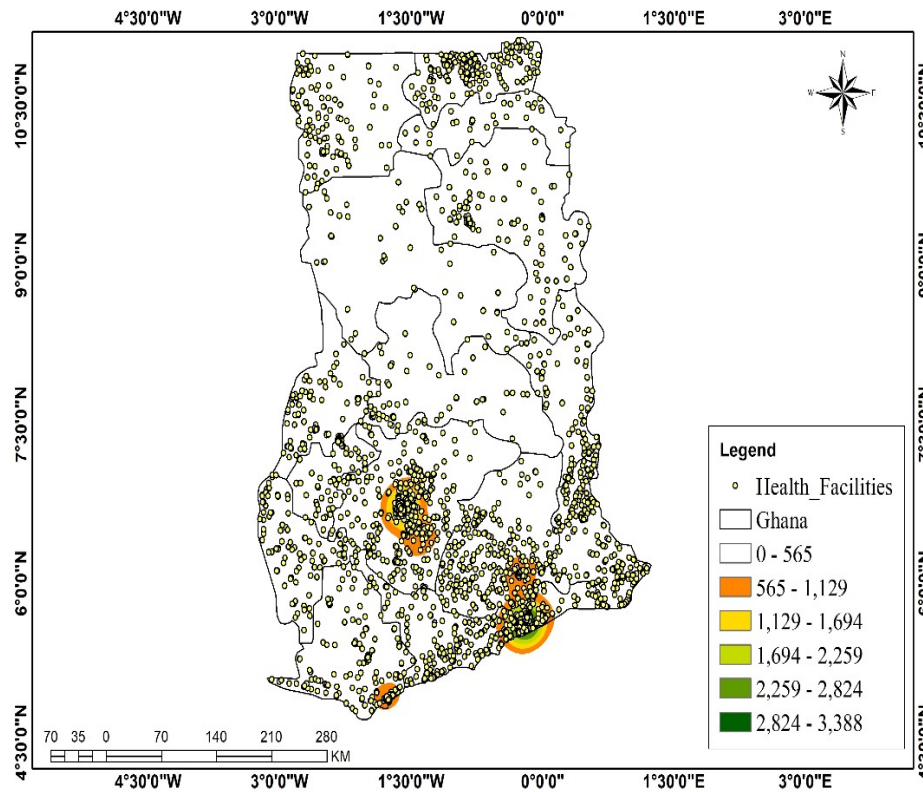 4°30'0"W 3°0'0"W 1°30'0"W 0°0'0" 1°30'0"E 3°0'0"E
10°30'0"N
9°0'0"N
7°30'0"N
6°0'0"N
4°30'0"N
N
W
S
Legend
Health_Facilities
Ghana
0 - 565
565 - 1,129
1,129 - 1,694
1,694 - 2,259
2,259 - 2,824
2,824 - 3,388
70 35 0 70 140 210 280
KM
4°30'0"W 3°0'0"W 1°30'0"W 0°0'0" 1°30'0"E 3°0'0"E